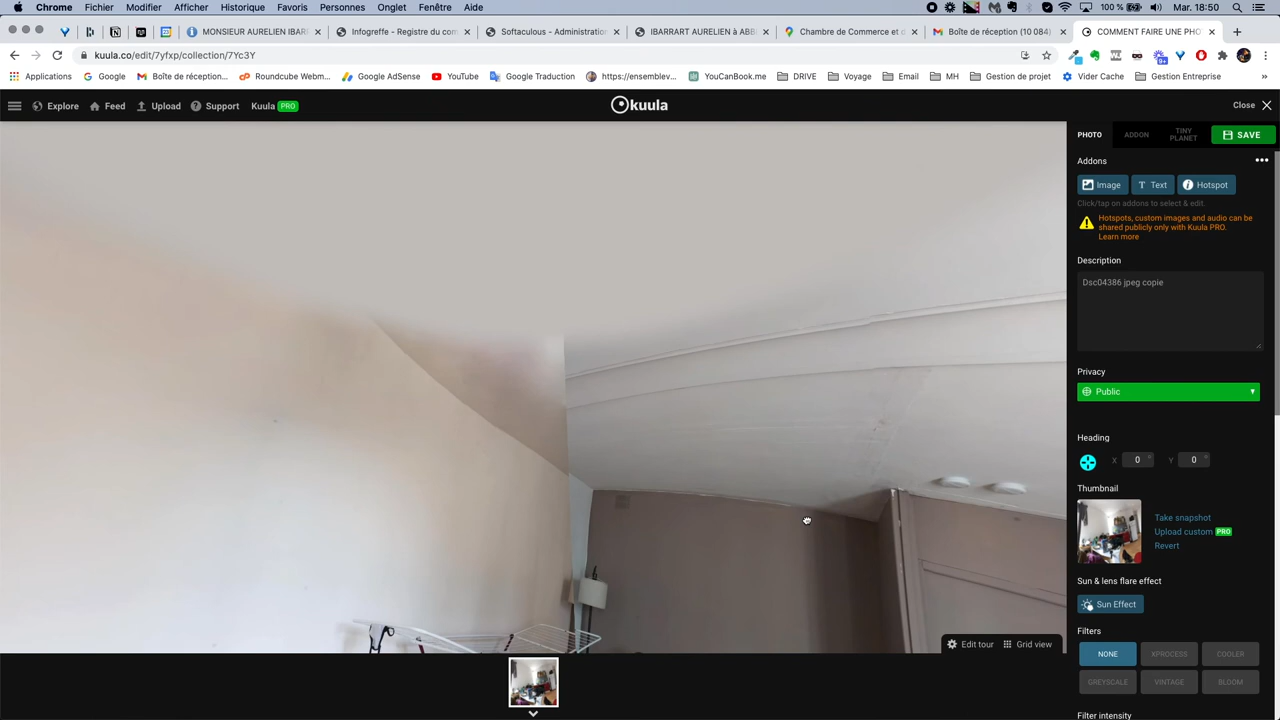 Chrome Fichier Modifier Afficher Historique Favoris Personnes Onglet Fenêtre Aide 100 % Mar. 18:50
MONSIEUR AURELIEN IBAR Infogreffe - Registre du com Softaculous - Administratio IBARRART AURELIEN à ABB Chambre de Commerce et d Boîte de réception (10 084) COMMENT FAIRE UNE PHO
kuula.co/edit/7yfxp/collection/7Yc3Y
Applications Google Boîte de réception... Roundcube Webm... Google AdSense YouTube Google Traduction https://ensemblev... YouCanBook.me DRIVE Voyage Email MH Gestion de projet Vider Cache Gestion Entreprise »
Explore Feed Upload Support Kuula PRO kuula Close
PHOTO ADDON TINY PLANET SAVE
Addons
Image Text Hotspot
Click/tap on addons to select & edit.
Hotspots, custom images and audio can be
shared publicly only with Kuula PRO.
Learn more
Description
Dsc04386 jpeg copie
Privacy
Public
Heading
X 0 ° Y 0 °
Thumbnail
Take snapshot
Upload custom PRO
Revert
Sun & lens flare effect
Sun Effect
Filters
Edit tour Grid view
NONE XPROCESS COOLER
GREYSCALE VINTAGE BLOOM
Filter intensity